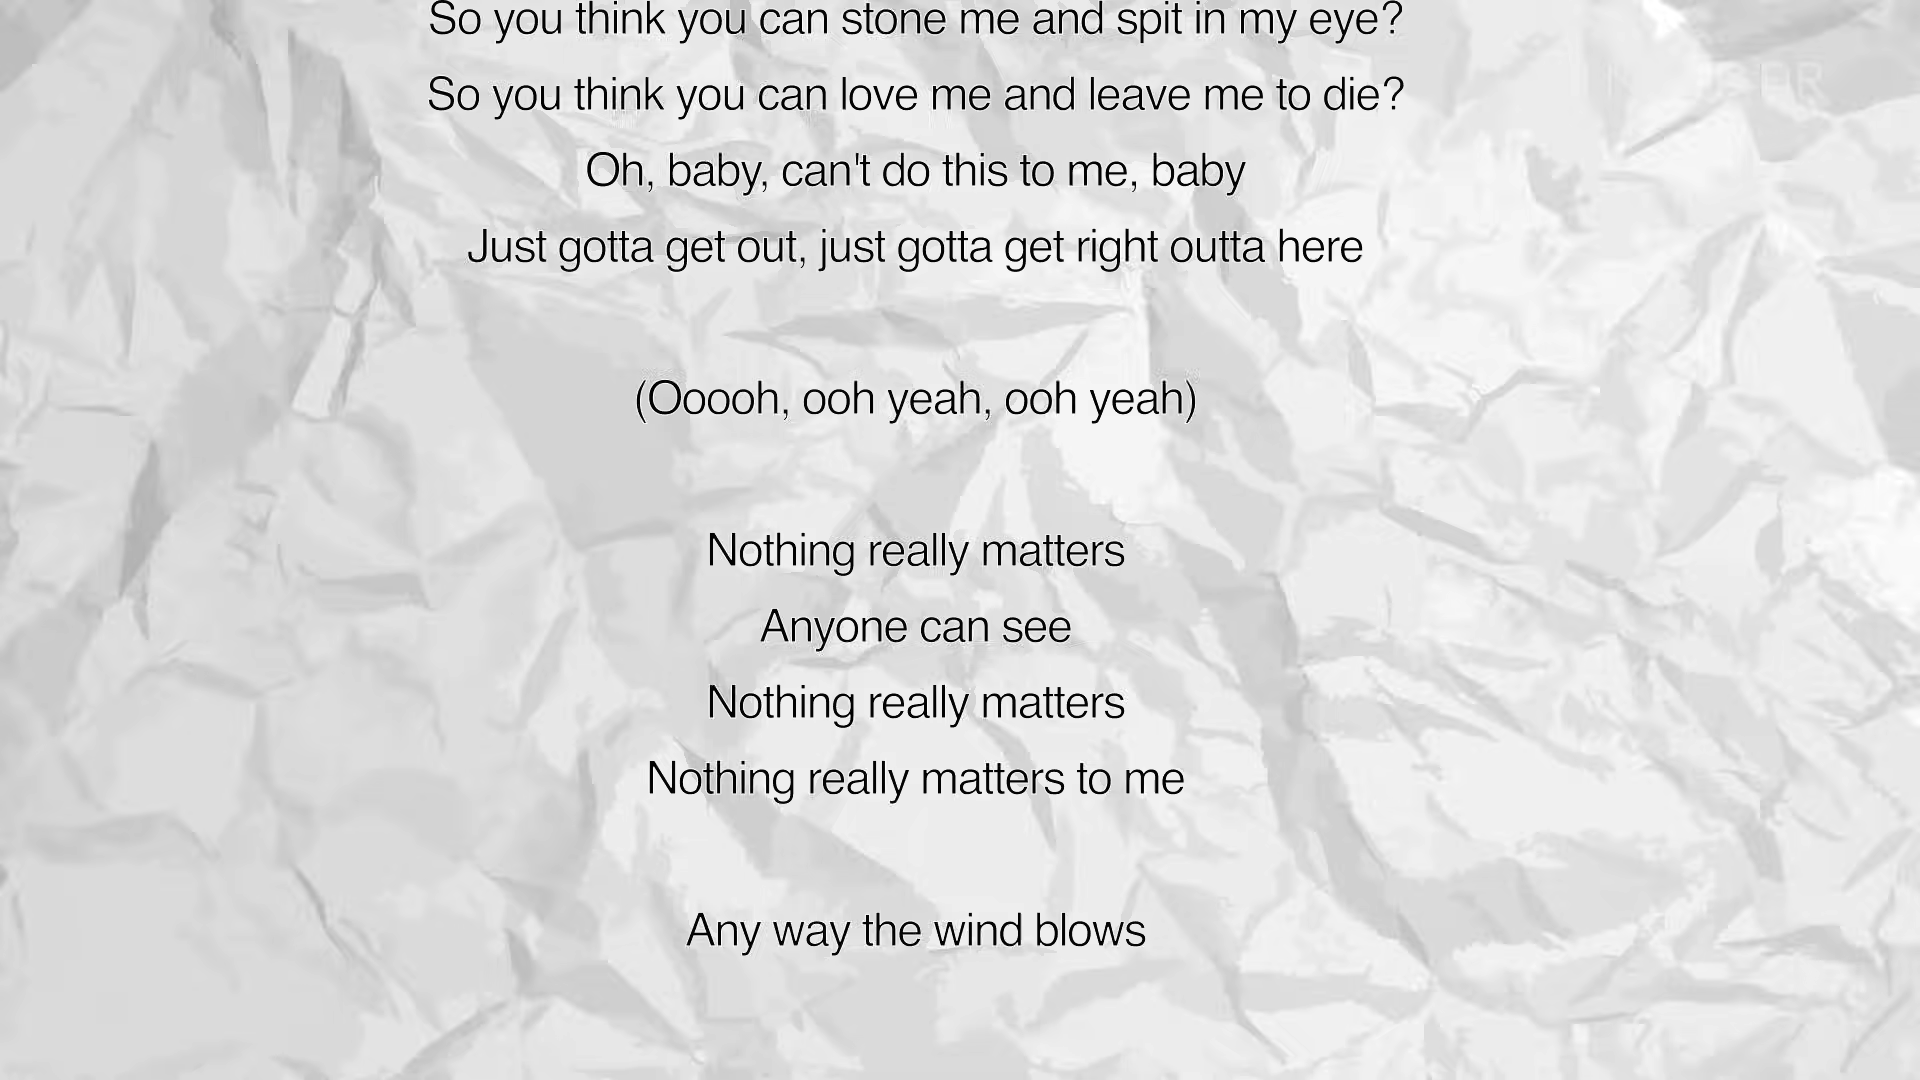 So you think you can stone me and spit in my eye?
So you think you can love me and leave me to die?
Oh, baby, can't do this to me, baby
Just gotta get out, just gotta get right outta here
(Ooooh, ooh yeah, ooh yeah)
Nothing really matters
Anyone can see
Nothing really matters
Nothing really matters to me
Any way the wind blows